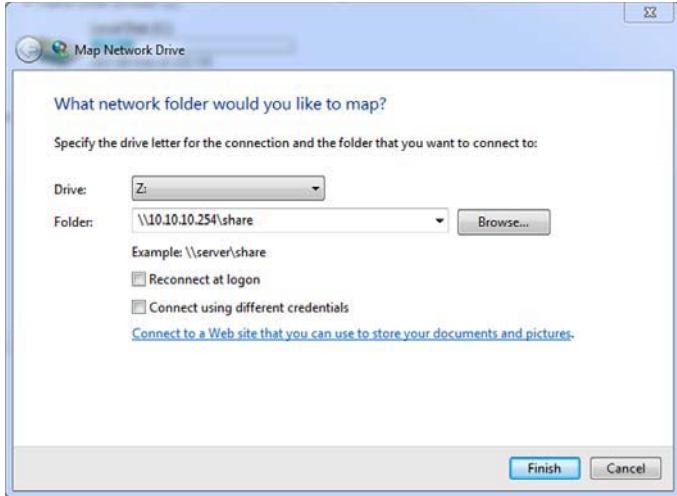 Map Network Drive
What network folder would you like to map?
Specify the drive letter for the connection and the folder that you want to connect to:
Drive: Z:
Folder: \\10.10.10.254\share Browse...
Example: \\server\share
Reconnect at logon
Connect using different credentials
Connect to a Web site that you can use to store your documents and pictures.
Finish Cancel